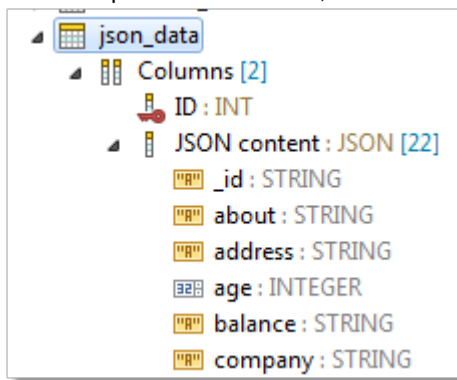 json_data
Columns [2]
ID : INT
JSON content : JSON [22]
"A" _id : STRING
"A" about : STRING
"A" address : STRING
32 age : INTEGER
"A" balance : STRING
"A" company : STRING